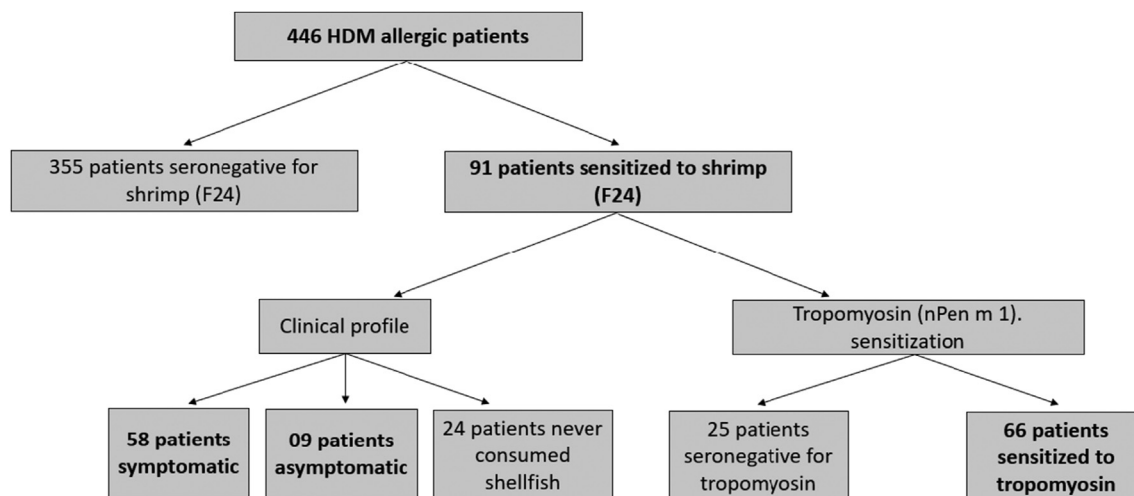 446 HDM allergic patients
355 patients seronegative for
shrimp (F24)
91 patients sensitized to shrimp
(F24)
Clinical profile
Tropomyosin (nPen m 1).
sensitization
58 patients
symptomatic
09 patients
asymptomatic
24 patients never
consumed
shellfish
25 patients
seronegative for
tropomyosin
66 patients
sensitized to
tropomyosin